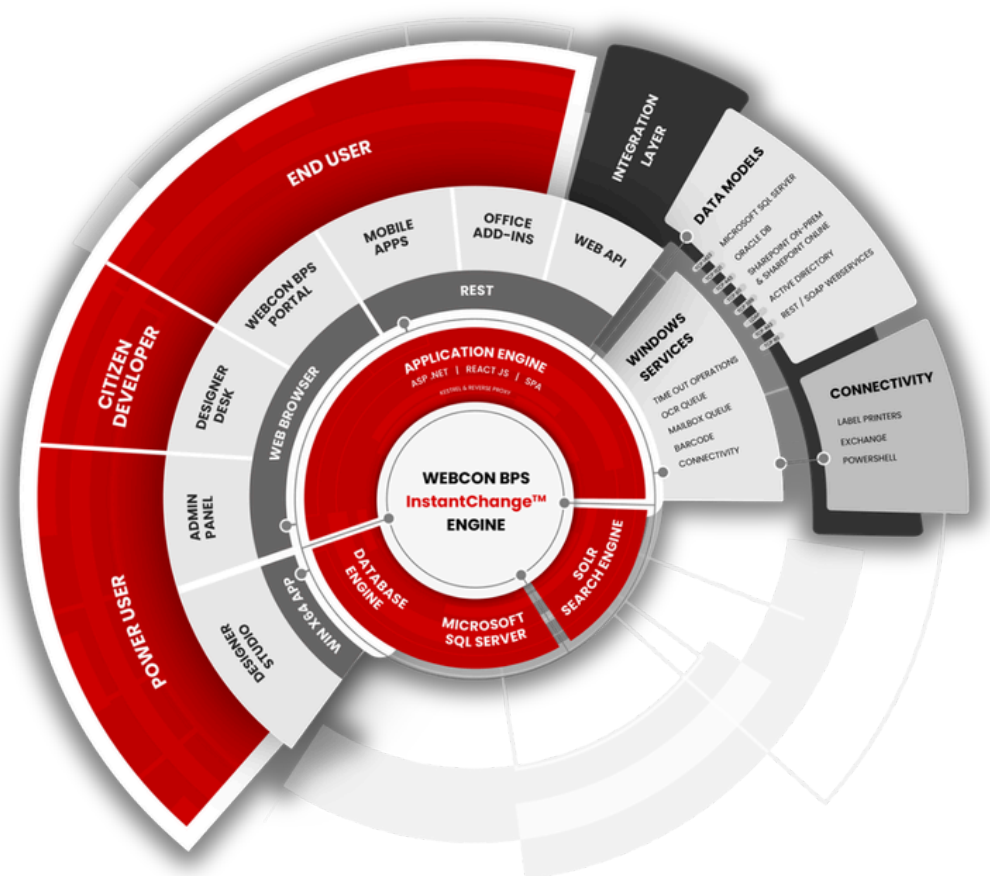 END USER
CITIZEN
DEVELOPER
POWER USER
MOBILE
APPS
OFFICE
ADD-INS
WEB API
WEBCON BPS
PORTAL
DESIGNER
DESK
ADMIN
PANEL
DESIGNER
STUDIO
REST
WEB BROWSER
WIN X64 APP
APPLICATION ENGINE
ASP .NET | REACT JS | SPA
KESTREL & REVERSE PROXY
WEBCON BPS
InstantChange™
ENGINE
DATABASE
ENGINE
MICROSOFT
SQL SERVER
SOLR
SEARCH ENGINE
INTEGRATION
LAYER
DATA MODELS
MICROSOFT SQL SERVER
ORACLE DB
SHAREPOINT ON-PREM
& SHAREPOINT ONLINE
ACTIVE DIRECTORY
REST / SOAP WEBSERVICES
WINDOWS
SERVICES
TIME OUT OPERATIONS
OCR QUEUE
MAILBOX QUEUE
BARCODE
CONNECTIVITY
CONNECTIVITY
LABEL PRINTERS
EXCHANGE
POWERSHELL